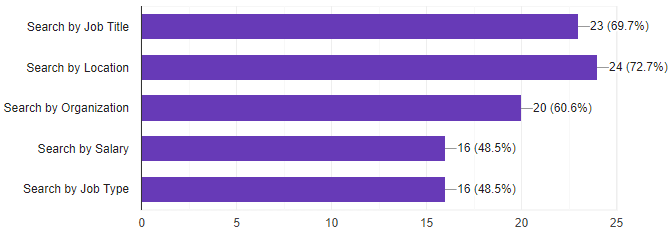 Search by Job Title 23 (69.7%)
Search by Location 24 (72.7%)
Search by Organization 20 (60.6%)
Search by Salary 16 (48.5%)
Search by Job Type 16 (48.5%)
0 5 10 15 20 25